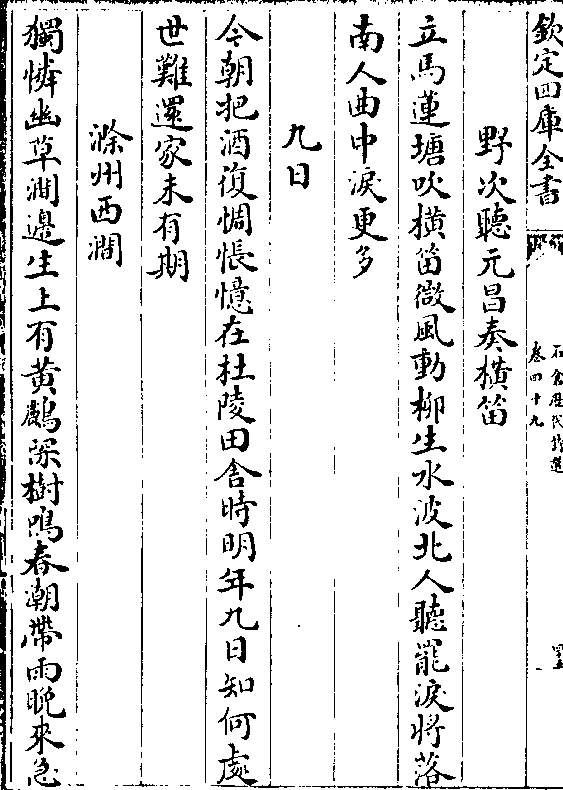 欽定四庫全書
石倉歷代詩選
卷四十九
野次聽元昌奏橫笛
立馬蓮塘吹橫笛微風動柳生水波北人聽罷淚將落
南人曲中淚更多
九日
今朝把酒復惆悵憶在杜陵田舍時明年九日知何處
世難還家未有期
滁州西澗
獨憐幽草澗邊生上有黃鸝深樹鳴春潮帶雨晚來急